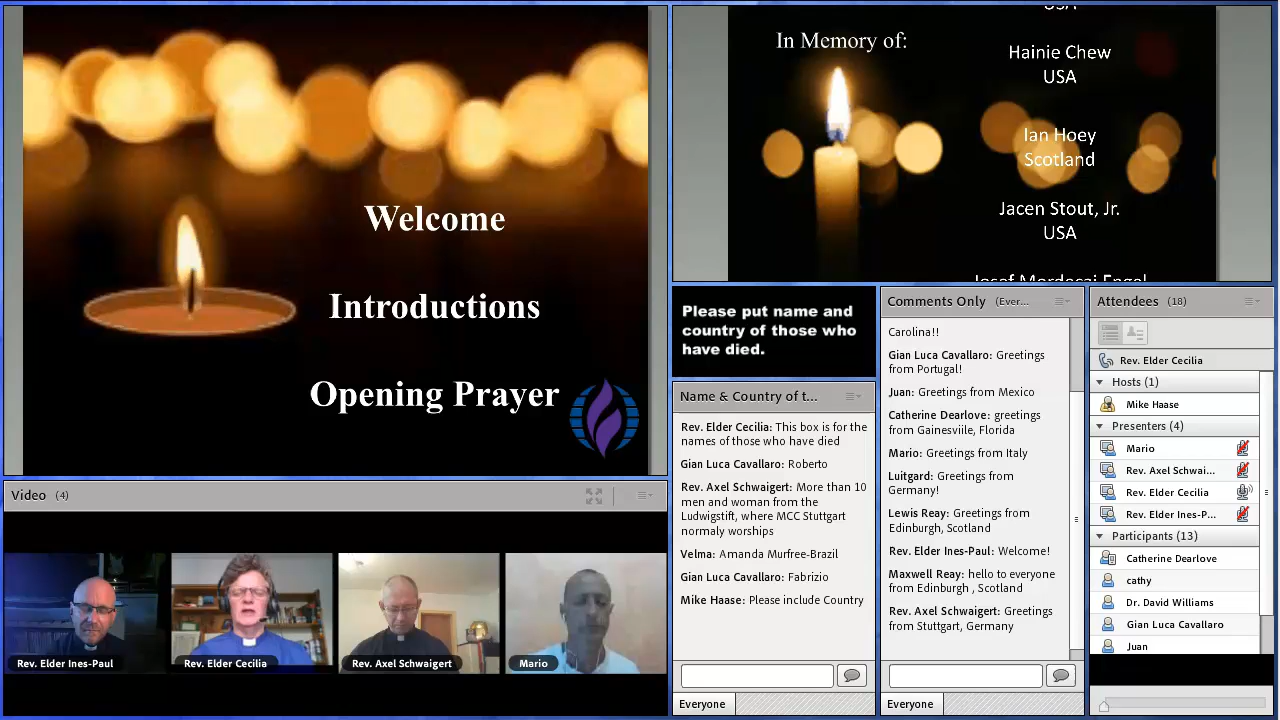 Welcome
Introductions
Opening Prayer
In Memory of:
USA
Hainie Chew
USA
Ian Hoey
Scotland
Jacen Stout, Jr.
USA
Josef Mordecai Engel
Please put name and
country of those who
have died.
Video (4)
Rev. Elder Ines-Paul
Rev. Elder Cecilia
Rev. Axel Schwaigert
Mario
Name & Country of t...
Rev. Elder Cecilia: This box is for the
names of those who have died
Gian Luca Cavallaro: Roberto
Rev. Axel Schwaigert: More than 10
men and woman from the
Ludwigstift, where MCC Stuttgart
normaly worships
Velma: Amanda Murfree-Brazil
Gian Luca Cavallaro: Fabrizio
Mike Haase: Please include Country
Everyone
Comments Only (Ever...
Carolina!!
Gian Luca Cavallaro: Greetings
from Portugal!
Juan: Greetings from Mexico
Catherine Dearlove: greetings
from Gainesviile, Florida
Mario: Greetings from Italy
Luitgard: Greetings from
Germany!
Lewis Reay: Greetings from
Edinburgh, Scotland
Rev. Elder Ines-Paul: Welcome!
Maxwell Reay: hello to everyone
from Edinburgh , Scotland
Rev. Axel Schwaigert: Greetings
from Stuttgart, Germany
Everyone
Attendees (18)
Rev. Elder Cecilia
Hosts (1)
Mike Haase
Presenters (4)
Mario
Rev. Axel Schwai...
Rev. Elder Cecilia
Rev. Elder Ines-P...
Participants (13)
Catherine Dearlove
cathy
Dr. David Williams
Gian Luca Cavallaro
Juan